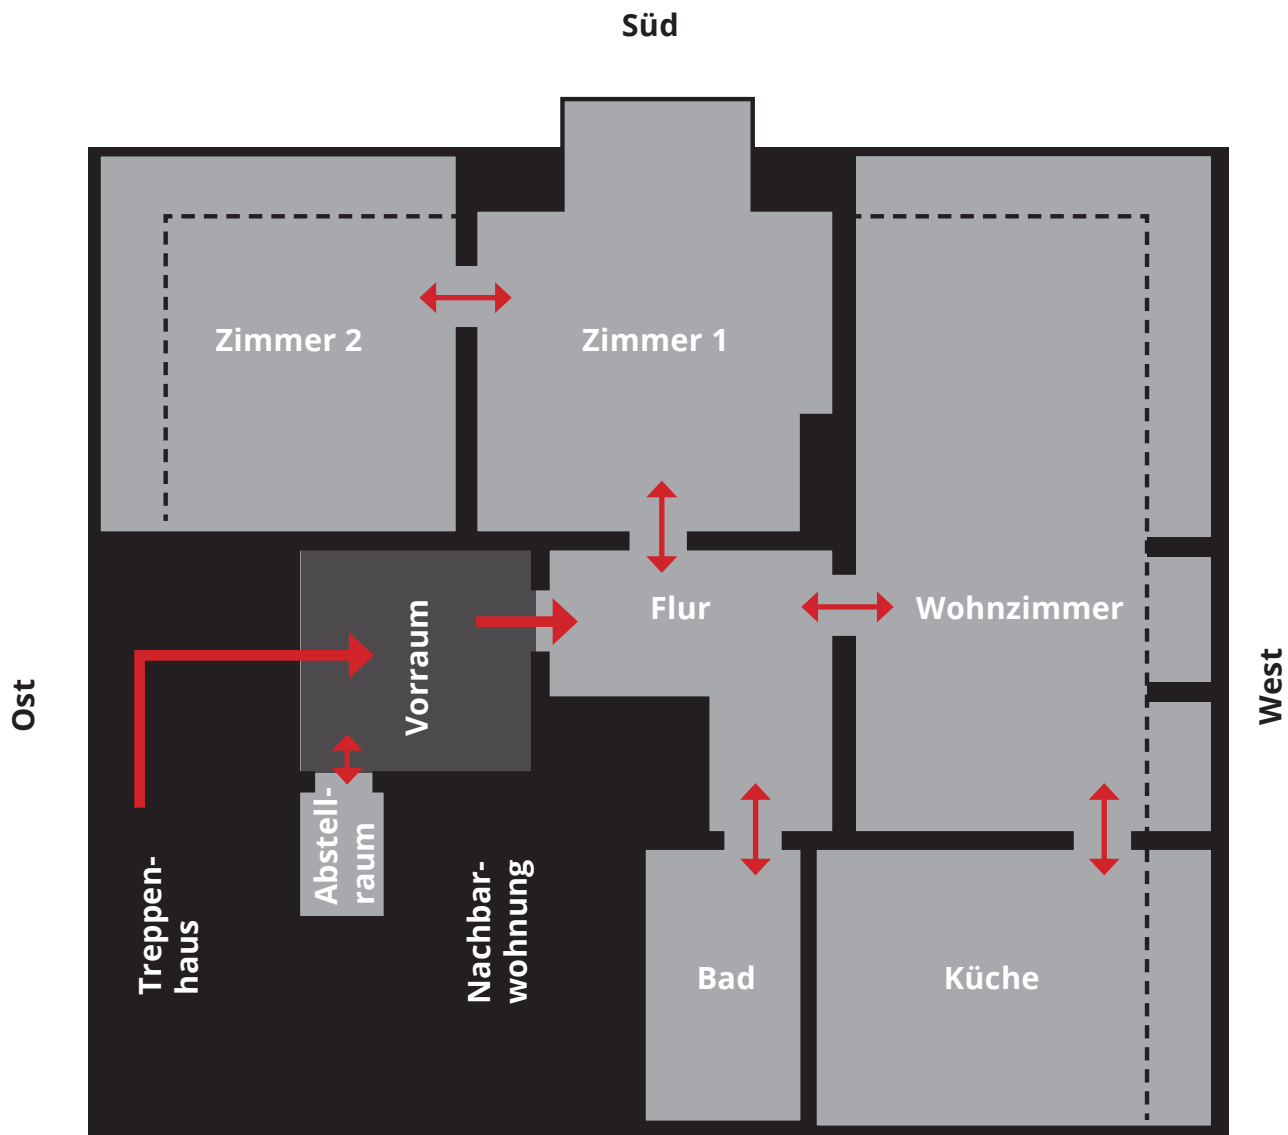 Süd
Zimmer 2
Zimmer 1
Vorraum
Flur
Wohnzimmer
Ost
West
Abstell-
raum
Treppen-
haus
Nachbar-
wohnung
Bad
Küche